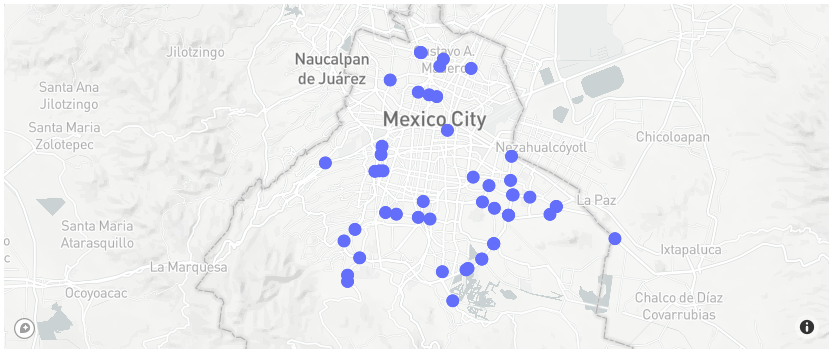 Jilotzingo
Naucalpan
de Juárez
Gustavo A.
Madero
Santa Ana
Jilotzingo
Mexico City
Santa Maria
Zolotepec
Chicoloapan
Nezahualcóyotl
La Paz
Santa Maria
Atarasquillo
o
c
La Marquesa
Ixtapaluca
Ocoyoacac
Chalco de Díaz
Covarrubias
i